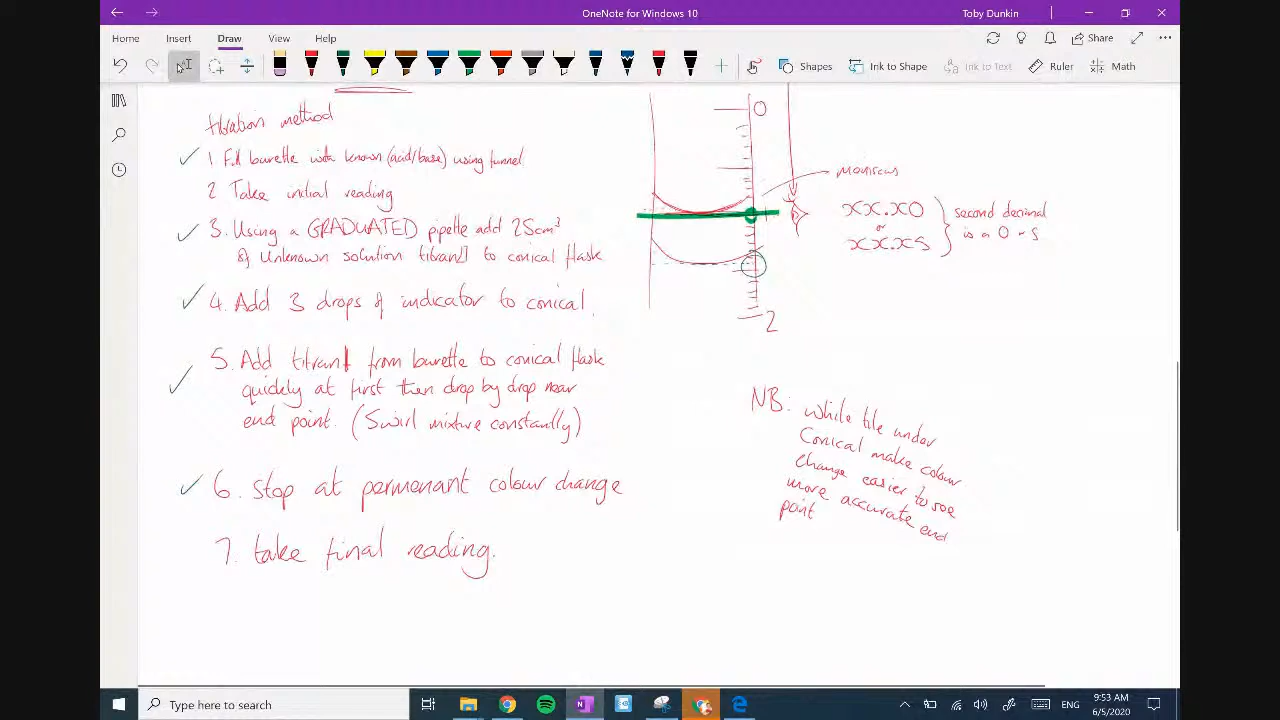 OneNote for Windows 10
Toby Dunkin
Home
Insert
Draw
View
Help
Share
Shapes
Ink to Shape
Ink to Text
Ruler
Math
titration method
1 Fill burette with known (acid/base) using funnel
2 Take initial reading
3. Using a GRADUATED pipette add 25cm³
of unknown solution titrand to conical flask
4. Add 3 drops of indicator to conical.
5. Add titrant from burette to conical flask
quickly at first then drop by drop near
end point. (Swirl mixture constantly)
6. Stop at permenant colour change
7. take final reading.
0
2
meniscus
xx.x0
or
xx.x5
second decimal
is a 0 or 5
NB: white tile under
Conical make colour
change easier to see
more accurate end
point
Type here to search
ENG
9:53 AM
6/5/2020